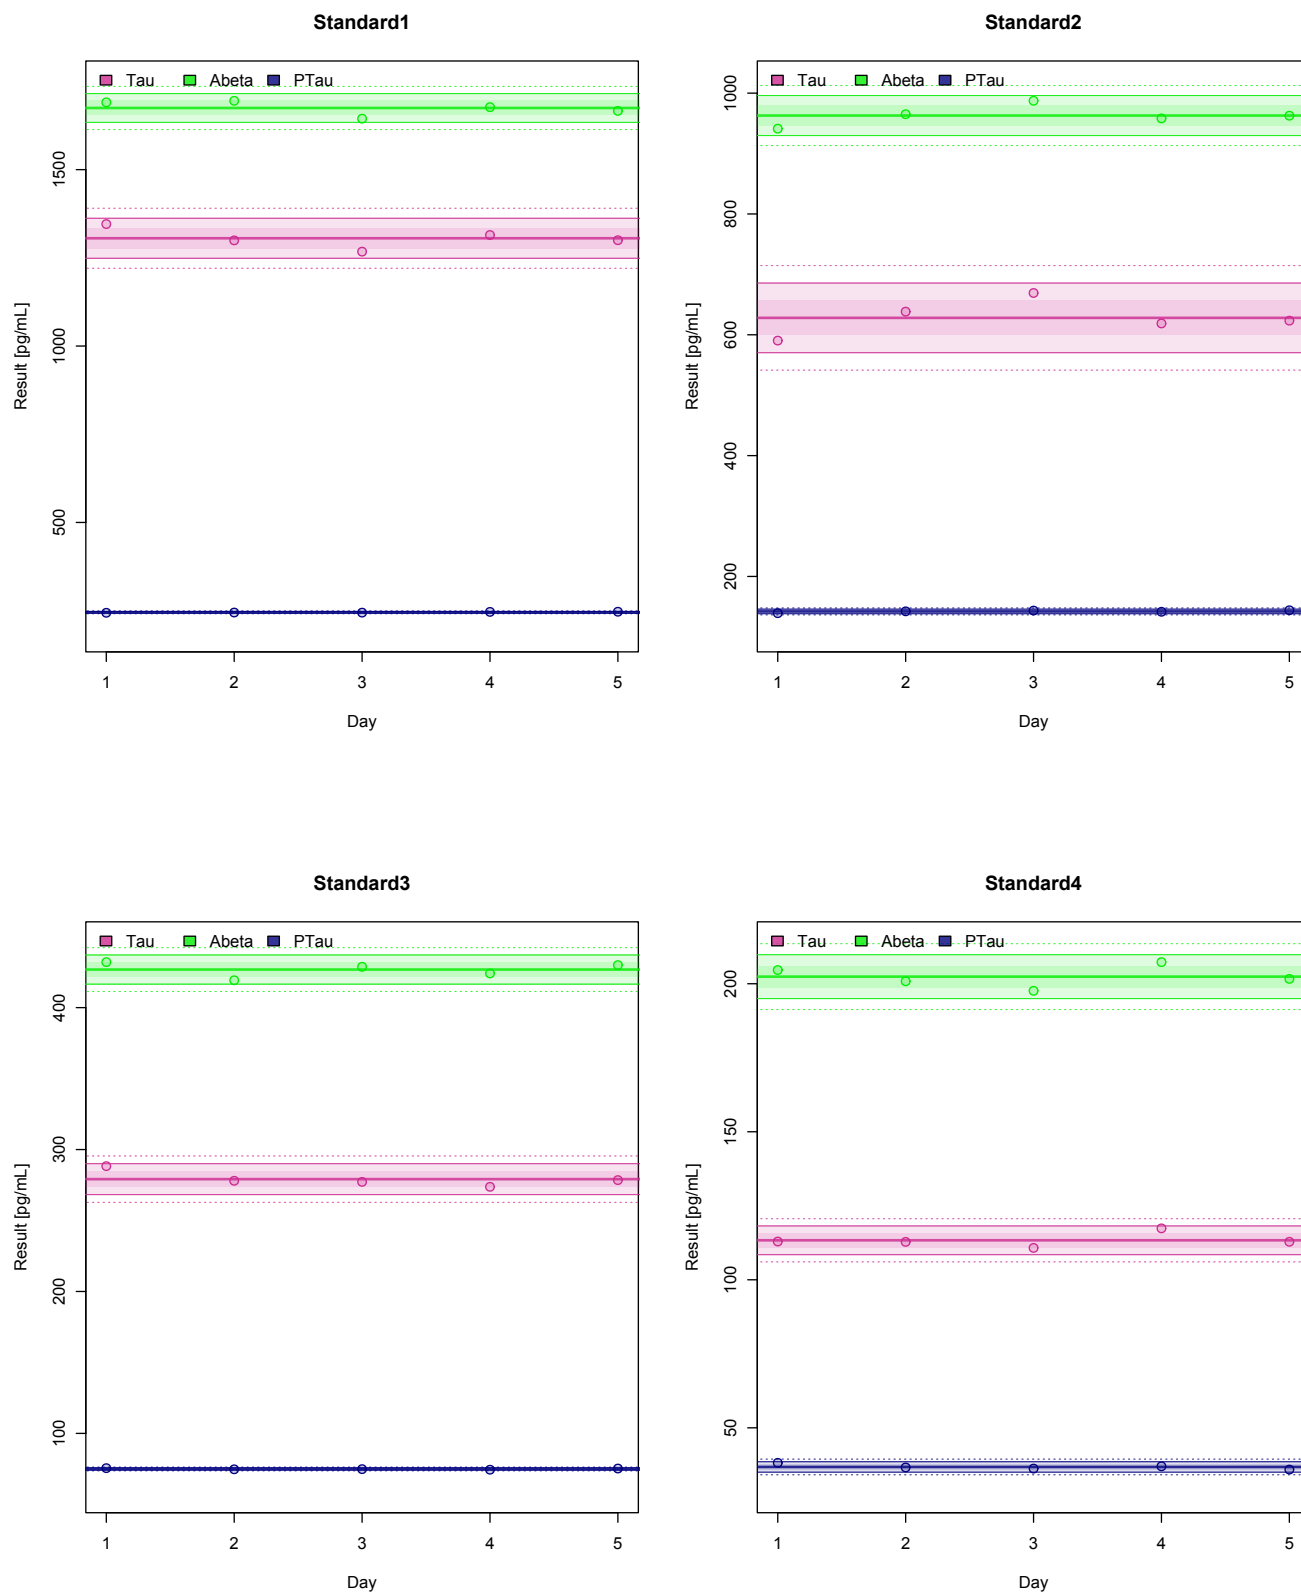 Standard1
Tau Abeta PTau
1500
1000
500
Result [pg/mL]
1 2 3 4 5
Day
Standard2
Tau Abeta PTau
1000
800
600
400
200
Result [pg/mL]
1 2 3 4 5
Day
Standard3
Tau Abeta PTau
400
300
200
100
Result [pg/mL]
1 2 3 4 5
Day
Standard4
Tau Abeta PTau
200
150
100
50
Result [pg/mL]
1 2 3 4 5
Day